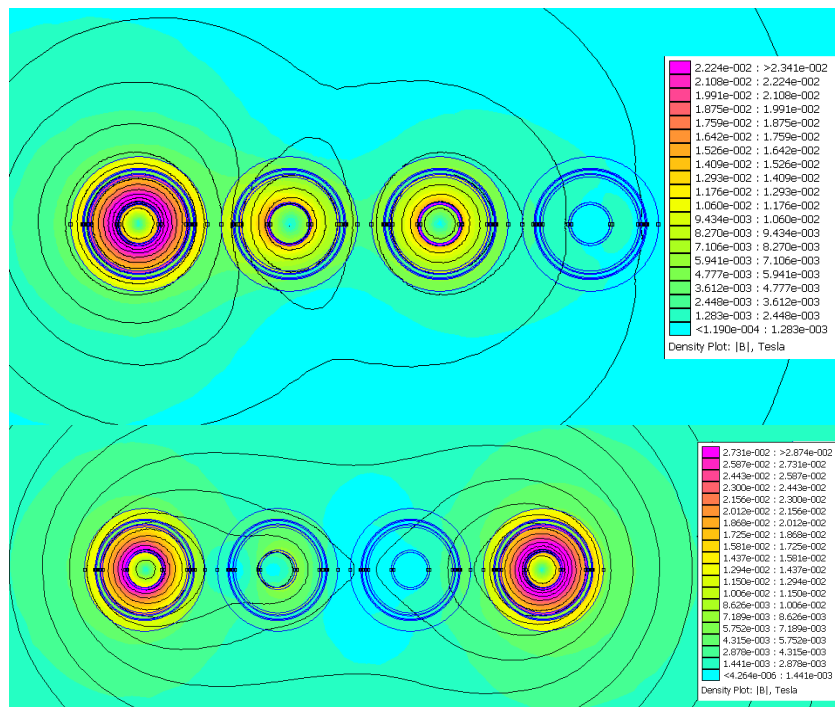 2.224e-002 : >2.341e-002
2.108e-002 : 2.224e-002
1.991e-002 : 2.108e-002
1.875e-002 : 1.991e-002
1.759e-002 : 1.875e-002
1.642e-002 : 1.759e-002
1.526e-002 : 1.642e-002
1.409e-002 : 1.526e-002
1.293e-002 : 1.409e-002
1.176e-002 : 1.293e-002
1.060e-002 : 1.176e-002
9.434e-003 : 1.060e-002
8.270e-003 : 9.434e-003
7.106e-003 : 8.270e-003
5.941e-003 : 7.106e-003
4.777e-003 : 5.941e-003
3.612e-003 : 4.777e-003
2.448e-003 : 3.612e-003
1.283e-003 : 2.448e-003
<1.190e-004 : 1.283e-003
Density Plot: |B|, Tesla
2.731e-002 : >2.874e-002
2.587e-002 : 2.731e-002
2.443e-002 : 2.587e-002
2.300e-002 : 2.443e-002
2.156e-002 : 2.300e-002
2.012e-002 : 2.156e-002
1.868e-002 : 2.012e-002
1.725e-002 : 1.868e-002
1.581e-002 : 1.725e-002
1.437e-002 : 1.581e-002
1.294e-002 : 1.437e-002
1.150e-002 : 1.294e-002
1.006e-002 : 1.150e-002
8.626e-003 : 1.006e-002
7.189e-003 : 8.626e-003
5.752e-003 : 7.189e-003
4.315e-003 : 5.752e-003
2.878e-003 : 4.315e-003
1.441e-003 : 2.878e-003
<4.264e-006 : 1.441e-003
Density Plot: |B|, Tesla